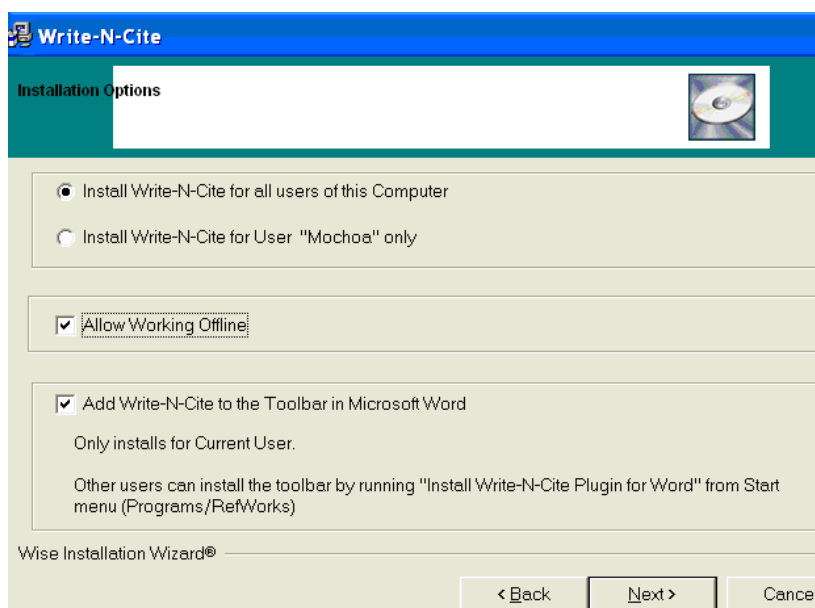 Write-N-Cite
Installation Options
Install Write-N-Cite for all users of this Computer
Install Write-N-Cite for User "Mochoa" only
Allow Working Offline
Add Write-N-Cite to the Toolbar in Microsoft Word
Only installs for Current User.
Other users can install the toolbar by running "Install Write-N-Cite Plugin for Word" from Start
menu (Programs/RefWorks)
Wise Installation Wizard®
< Back Next > Cance